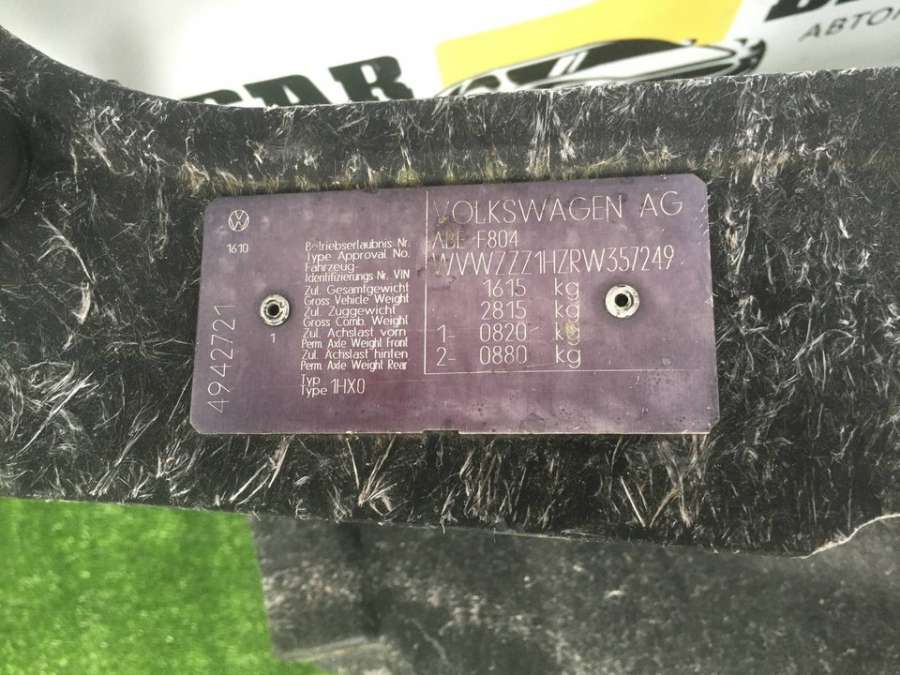 CAR
АВТО
1610
4942721
1
Betriebserlaubnis Nr.
Type Approval No.
Fahrzeug-
Identifizierungs-Nr. VIN
Zul. Gesamtgewicht
Gross Vehicle Weight
Zul. Zuggewicht
Gross Comb. Weight
Zul. Achslast vorn
Perm. Axle Weight Front
Zul. Achslast hinten
Perm. Axle Weight Rear
Typ
Type 1HX0
VOLKSWAGEN AG
ABE F804
WVWZZZ1HZRW357249
1615 kg
2815 kg
1- 0820 kg
2- 0880 kg